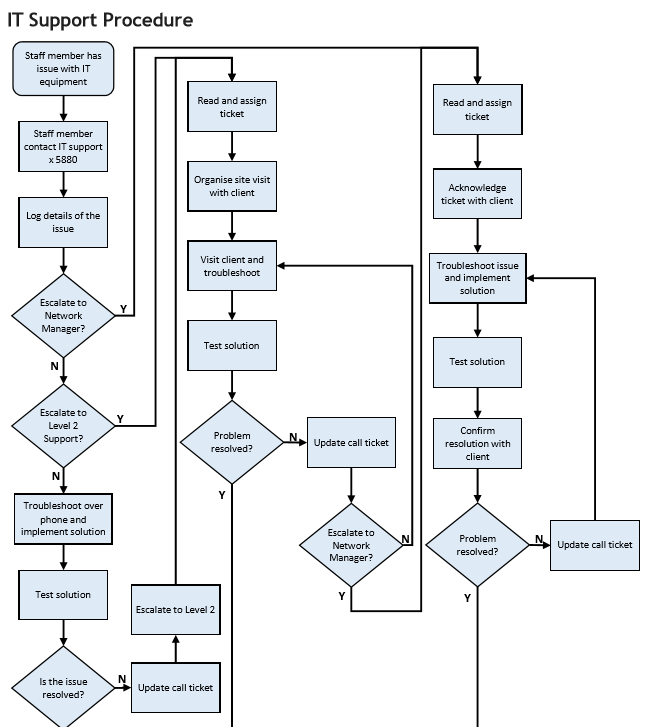 IT Support Procedure
Staff member has
issue with IT
equipment
Staff member
contact IT support
x 5880
Log details of the
issue
Escalate to
Network
Manager?
Y
N
Escalate to
Level 2
Support?
Y
N
Troubleshoot over
phone and
implement solution
Test solution
Is the issue
resolved?
N
Update call ticket
Escalate to Level 2
Read and assign
ticket
Organise site visit
with client
Visit client and
troubleshoot
Test solution
Problem
resolved?
N
Y
Update call ticket
Escalate to
Network
Manager?
N
Y
Read and assign
ticket
Acknowledge
ticket with client
Troubleshoot issue
and implement
solution
Test solution
Confirm
resolution with
client
Problem
resolved?
N
Y
Update call ticket